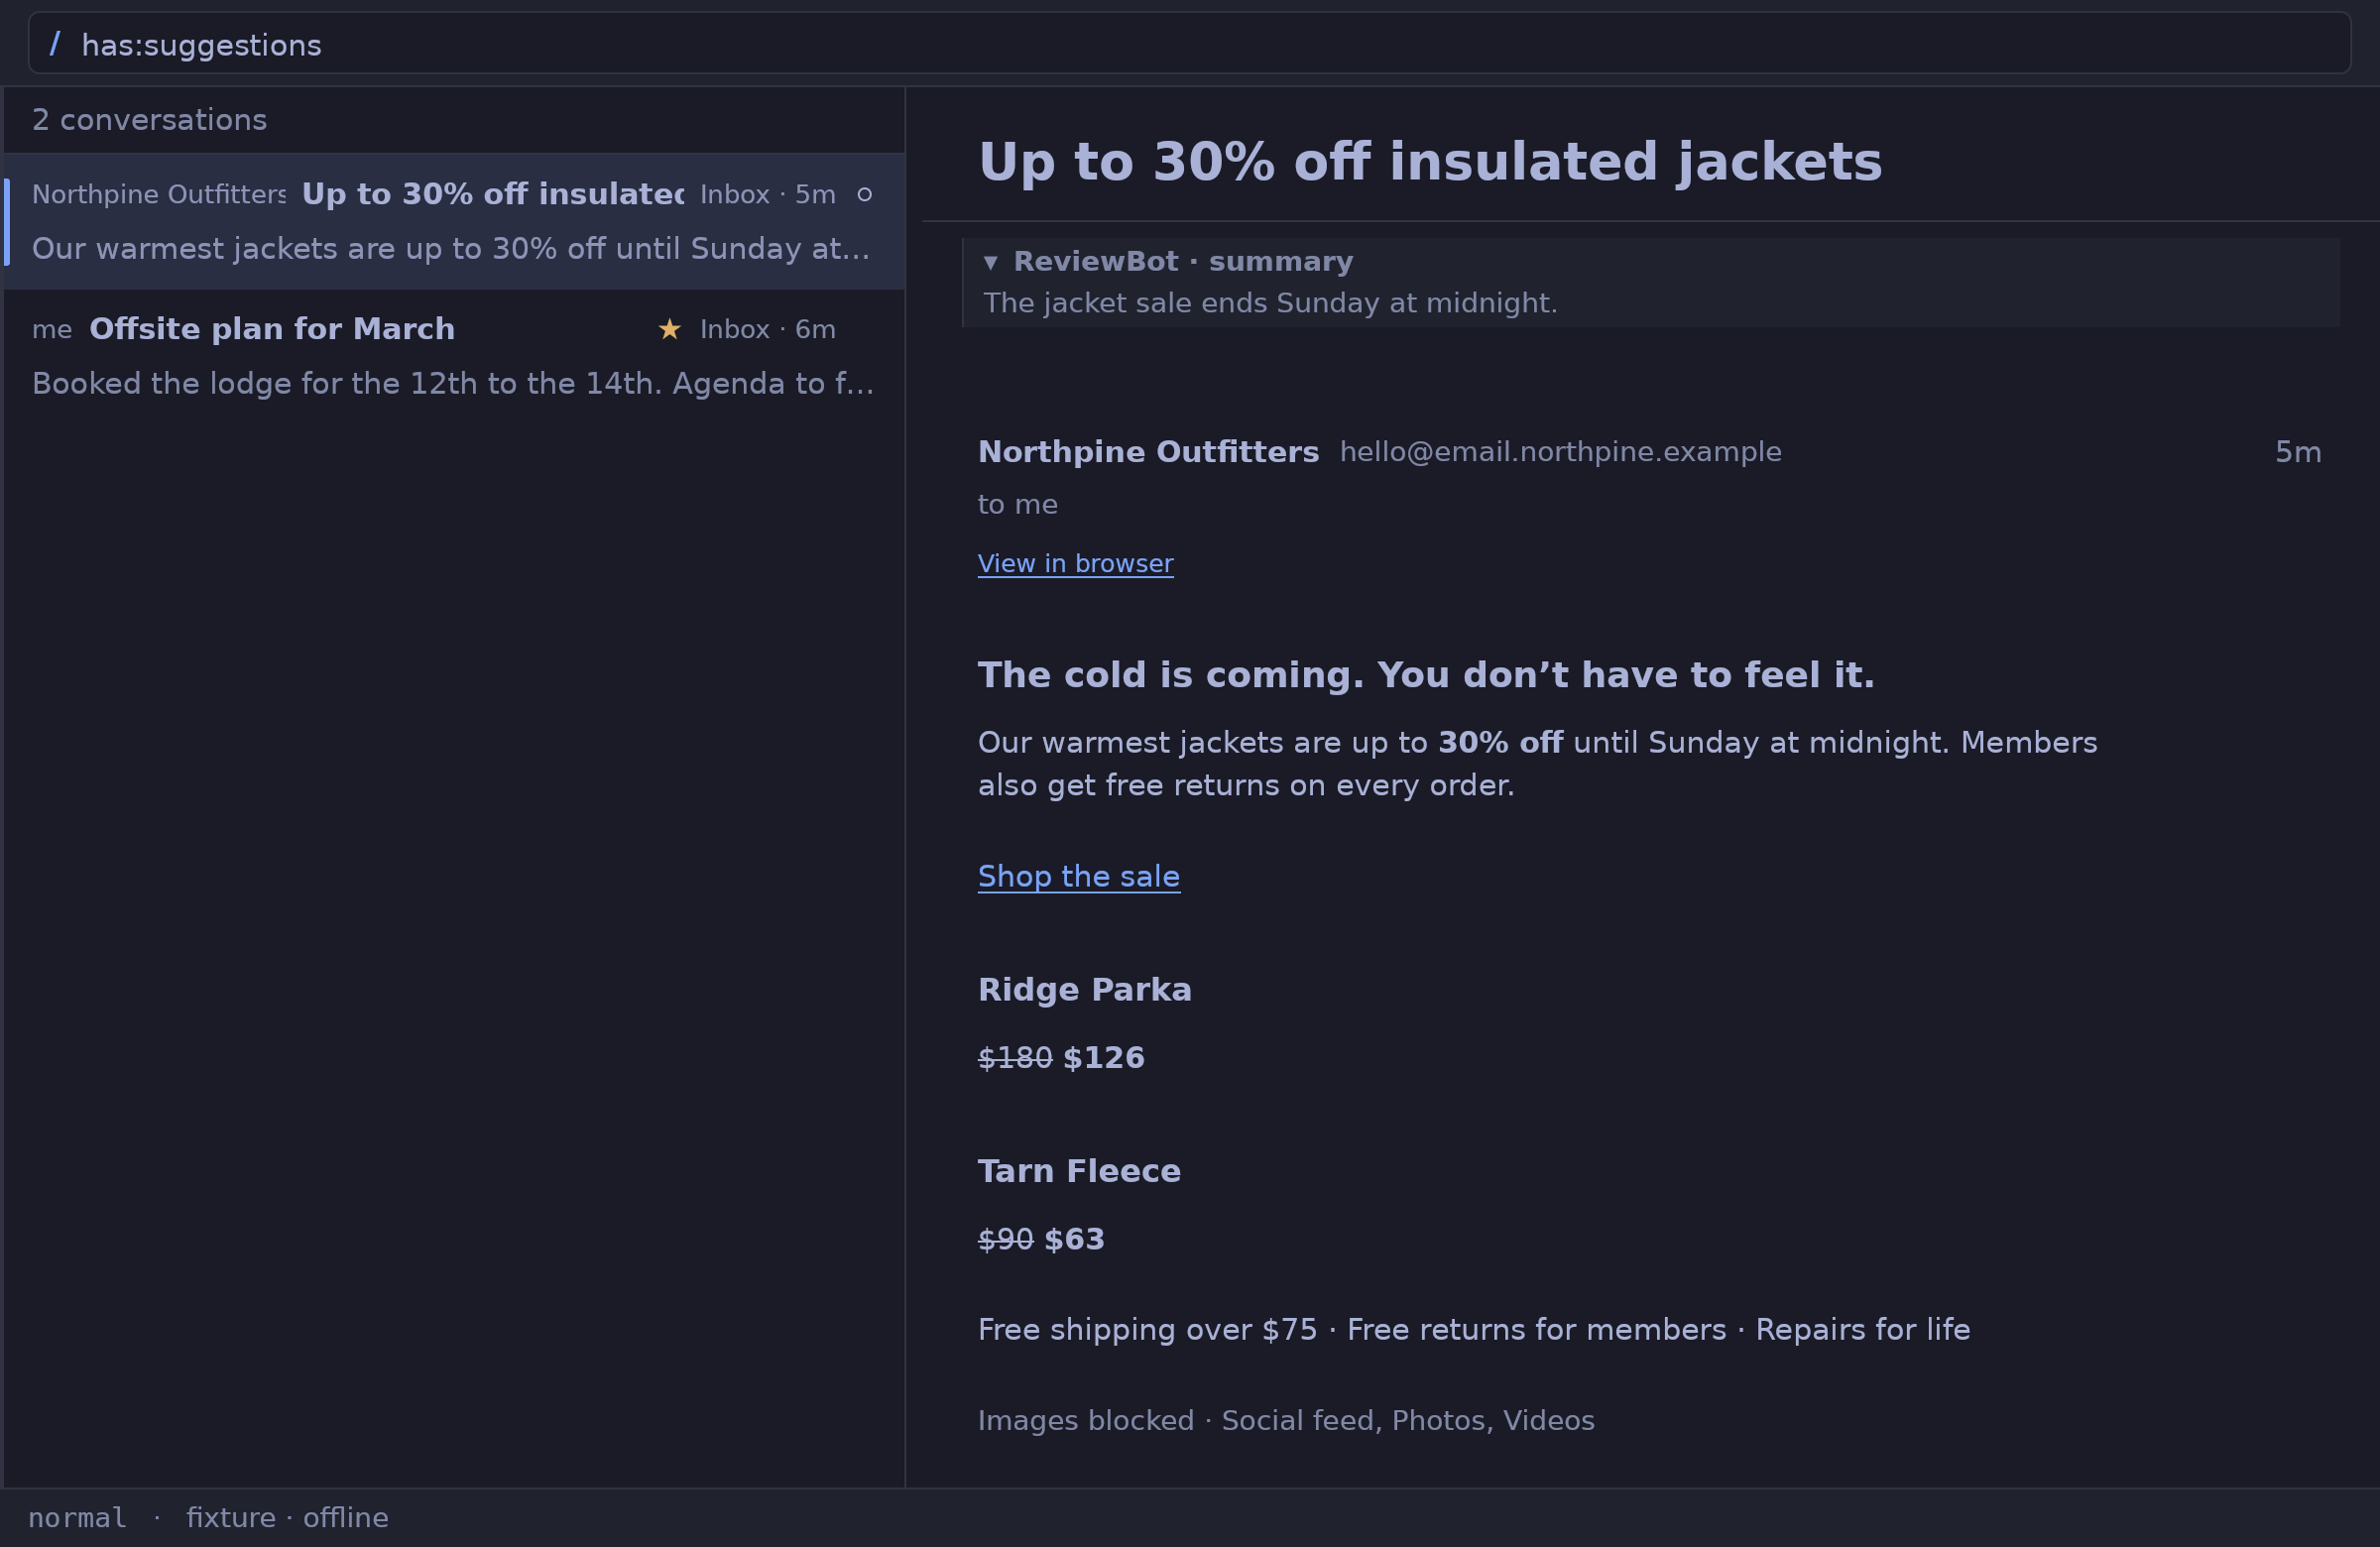 / has:suggestions
2 conversations
Northpine Outfitters Up to 30% off insulated Inbox · 5m
Our warmest jackets are up to 30% off until Sunday at…
me Offsite plan for March ★ Inbox · 6m
Booked the lodge for the 12th to the 14th. Agenda to f…
Up to 30% off insulated jackets
▾ ReviewBot · summary
The jacket sale ends Sunday at midnight.
Northpine Outfitters hello@email.northpine.example 5m
to me
View in browser
The cold is coming. You don’t have to feel it.
Our warmest jackets are up to 30% off until Sunday at midnight. Members
also get free returns on every order.
Shop the sale
Ridge Parka
$180 $126
Tarn Fleece
$90 $63
Free shipping over $75 · Free returns for members · Repairs for life
Images blocked · Social feed, Photos, Videos
normal · fixture · offline